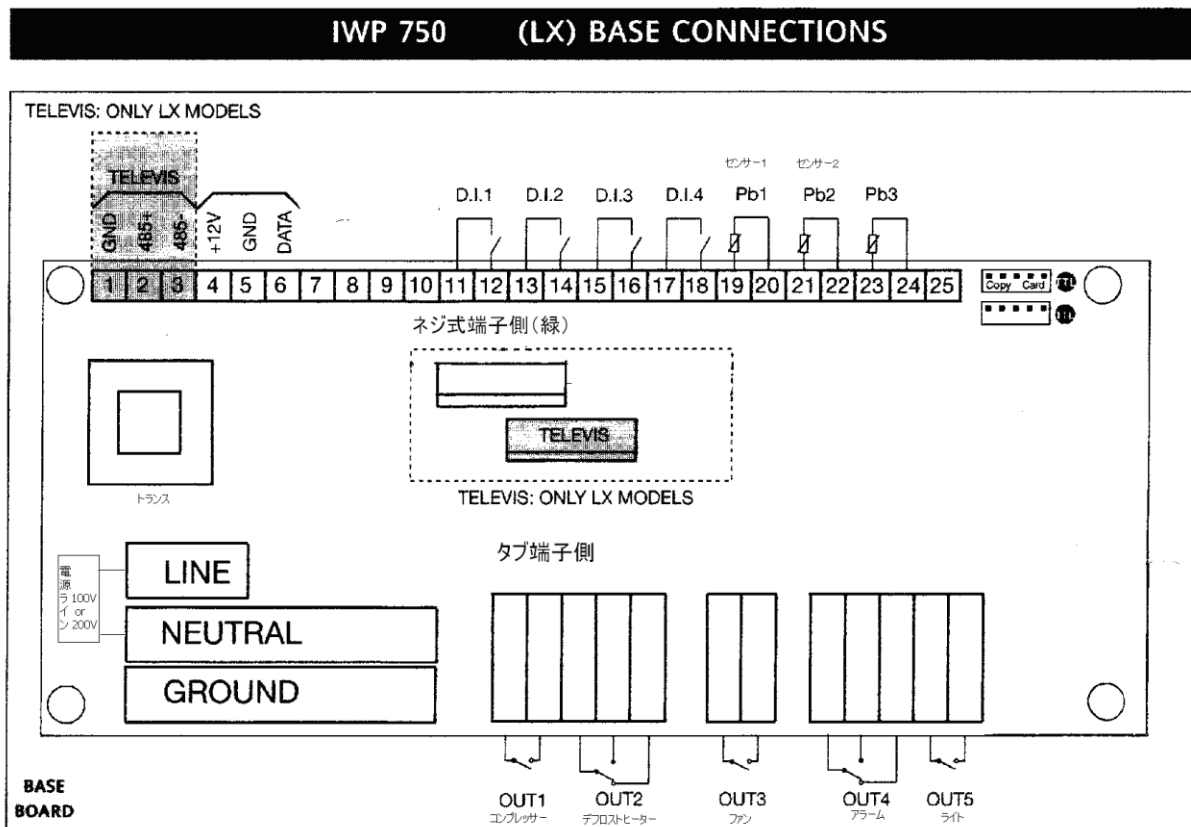 IWP 750 (LX) BASE CONNECTIONS
TELEVIS: ONLY LX MODELS
TELEVIS
GND
485+
485-
+12V
GND
DATA
D.I.1
D.I.2
D.I.3
D.I.4
センサー1
Pb1
センサー2
Pb2
Pb3
1 2 3 4 5 6 7 8 9 10 11 12 13 14 15 16 17 18 19 20 21 22 23 24 25
Copy Card
ネジ式端子側(緑)
TELEVIS
TELEVIS: ONLY LX MODELS
トランス
タブ端子側
電源ライン 100V or 200V
LINE
NEUTRAL
GROUND
BASE
BOARD
OUT1 OUT2 OUT3 OUT4 OUT5
コンプレッサー デフロストヒーター ファン アラーム ライト